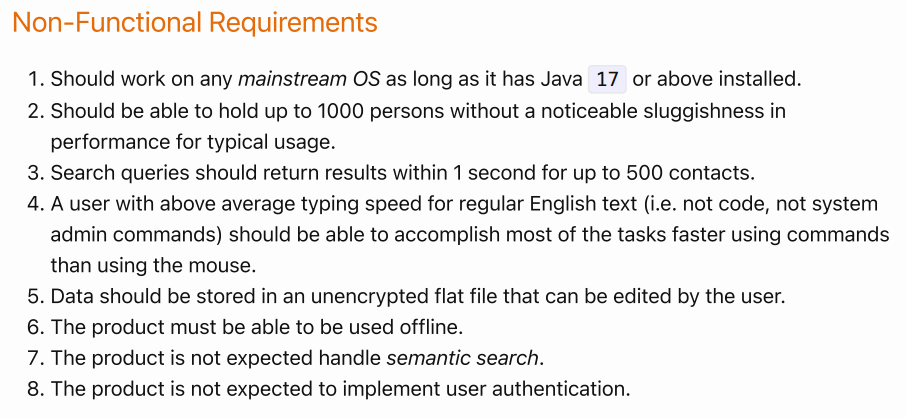 Non-Functional Requirements
1. Should work on any mainstream OS as long as it has Java 17 or above installed.
2. Should be able to hold up to 1000 persons without a noticeable sluggishness in
performance for typical usage.
3. Search queries should return results within 1 second for up to 500 contacts.
4. A user with above average typing speed for regular English text (i.e. not code, not system
admin commands) should be able to accomplish most of the tasks faster using commands
than using the mouse.
5. Data should be stored in an unencrypted flat file that can be edited by the user.
6. The product must be able to be used offline.
7. The product is not expected handle semantic search.
8. The product is not expected to implement user authentication.